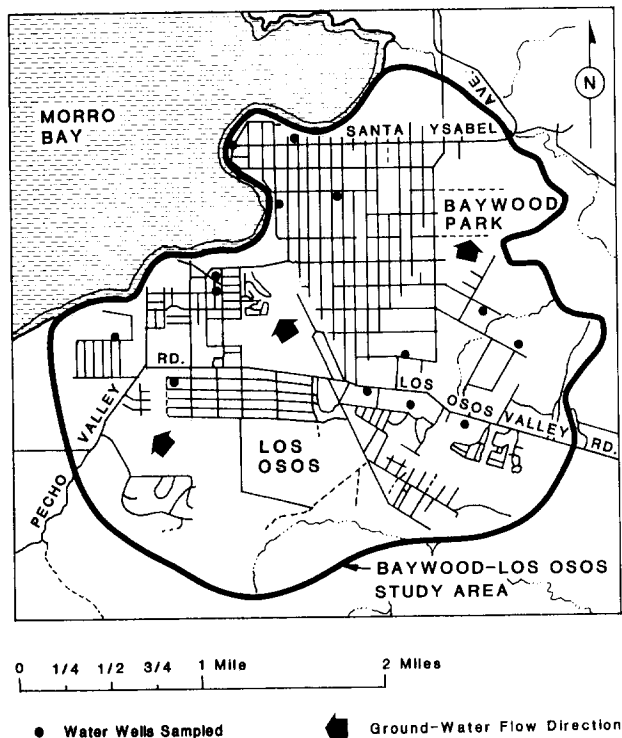 MORRO
BAY
SANTA YSABEL
AVE.
N
BAYWOOD
PARK
RD.
LOS OSOS VALLEY RD.
PECHO VALLEY
LOS
OSOS
BAYWOOD-LOS OSOS
STUDY AREA
0 1/4 1/2 3/4 1 Mile 2 Miles
Water Wells Sampled
Ground-Water Flow Direction